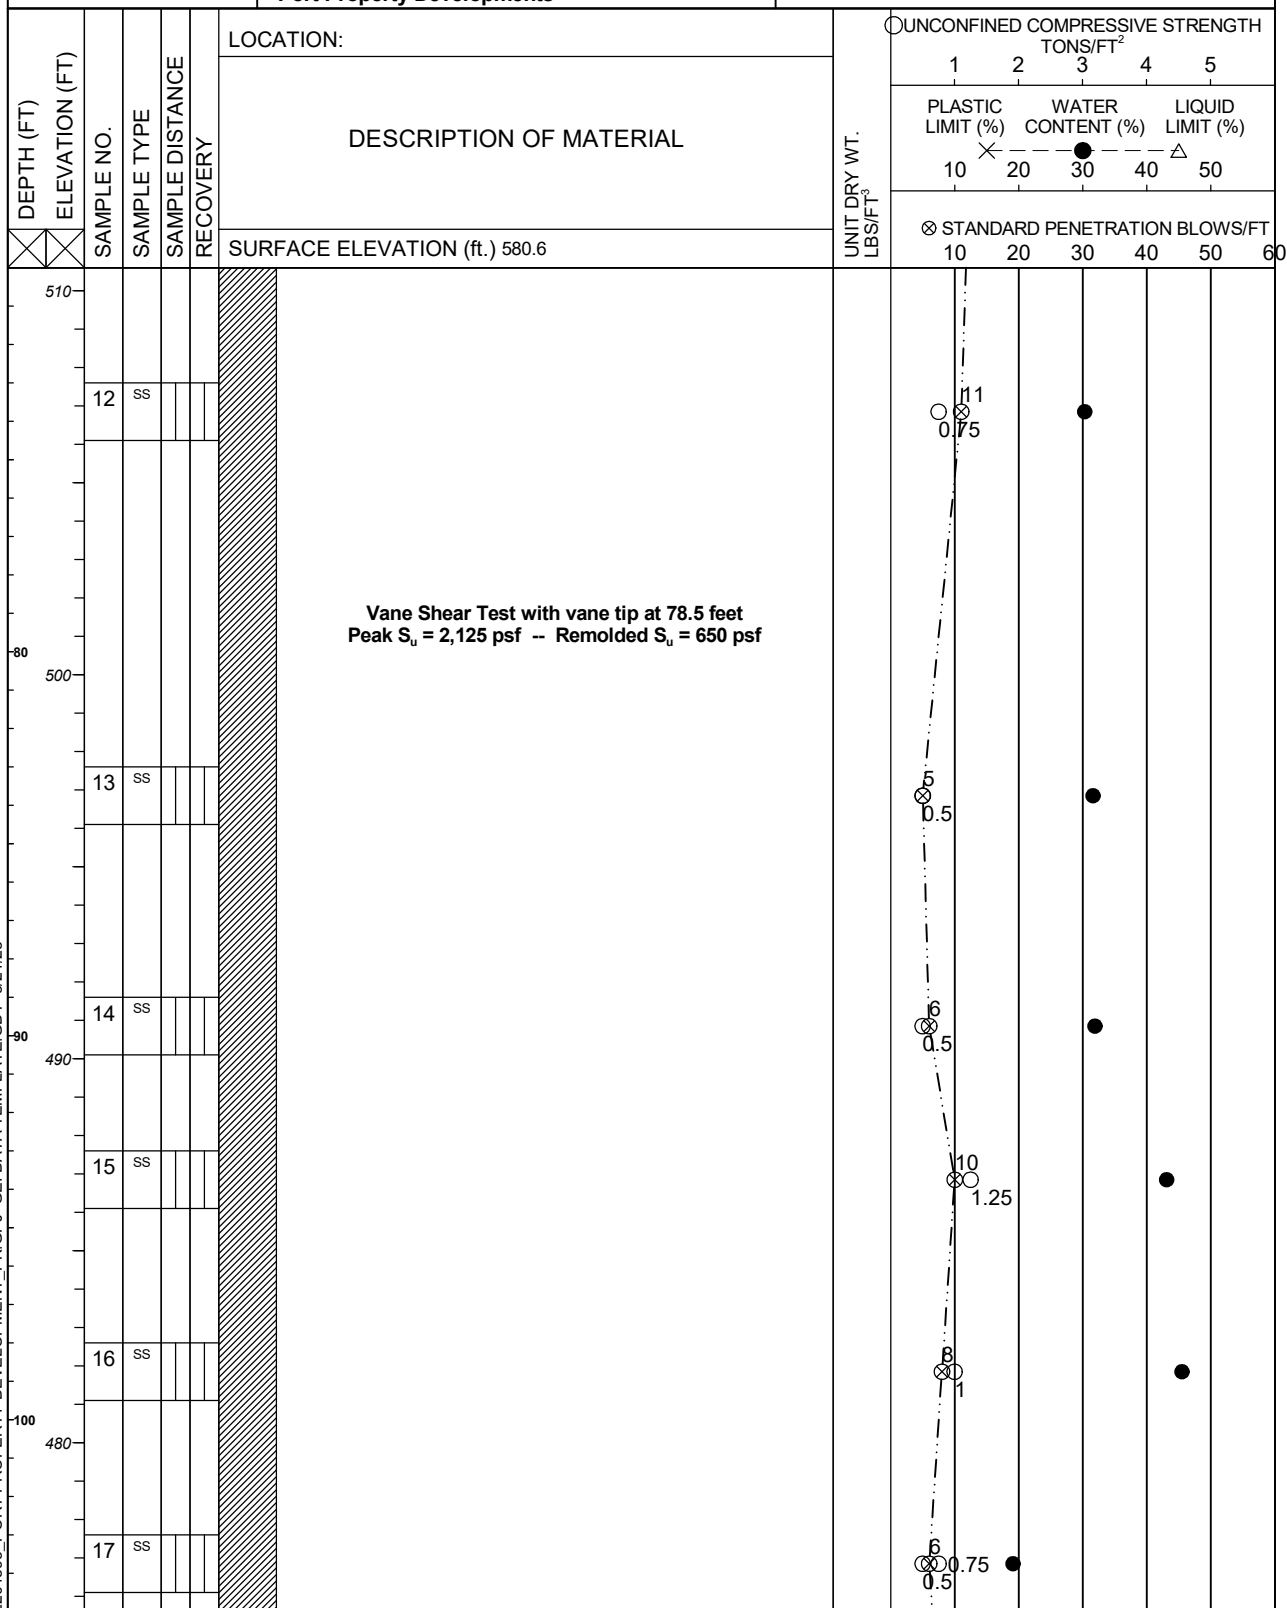 Port Property Developments
LOCATION:
DEPTH (FT)
ELEVATION (FT)
SAMPLE NO.
SAMPLE TYPE
SAMPLE DISTANCE
RECOVERY
DESCRIPTION OF MATERIAL
SURFACE ELEVATION (ft.) 580.6
UNIT DRY WT.
LBS/FT³
UNCONFINED COMPRESSIVE STRENGTH
TONS/FT²
1 2 3 4 5
PLASTIC LIMIT (%)
WATER CONTENT (%)
LIQUID LIMIT (%)
10 20 30 40 50
STANDARD PENETRATION BLOWS/FT
10 20 30 40 50 60
510
12 SS
11
0.75
Vane Shear Test with vane tip at 78.5 feet
Peak Sᵤ = 2,125 psf -- Remolded Sᵤ = 650 psf
80
500
13 SS
5
0.5
14 SS
6
0.5
90
490
15 SS
10
1.25
16 SS
8
1
100
480
17 SS
6
0.75
0.5